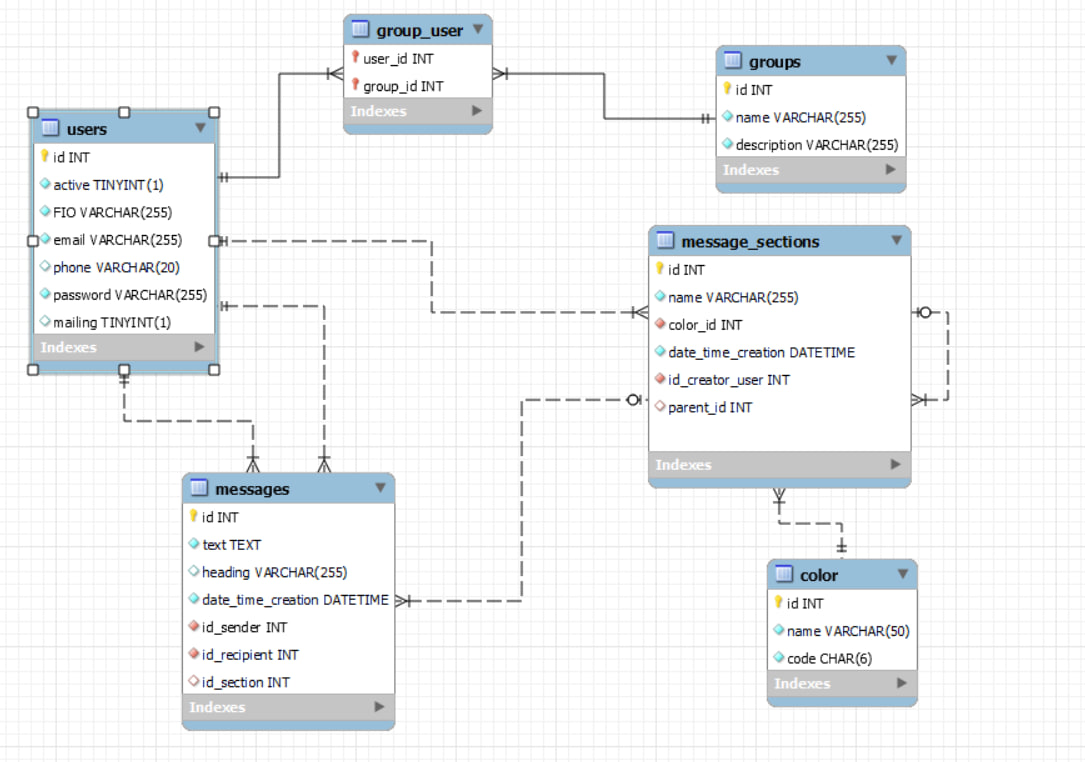 group_user
user_id INT
group_id INT
Indexes
groups
id INT
name VARCHAR(255)
description VARCHAR(255)
Indexes
users
id INT
active TINYINT(1)
FIO VARCHAR(255)
email VARCHAR(255)
phone VARCHAR(20)
password VARCHAR(255)
mailing TINYINT(1)
Indexes
message_sections
id INT
name VARCHAR(255)
color_id INT
date_time_creation DATETIME
id_creator_user INT
parent_id INT
Indexes
messages
id INT
text TEXT
heading VARCHAR(255)
date_time_creation DATETIME
id_sender INT
id_recipient INT
id_section INT
Indexes
color
id INT
name VARCHAR(50)
code CHAR(6)
Indexes